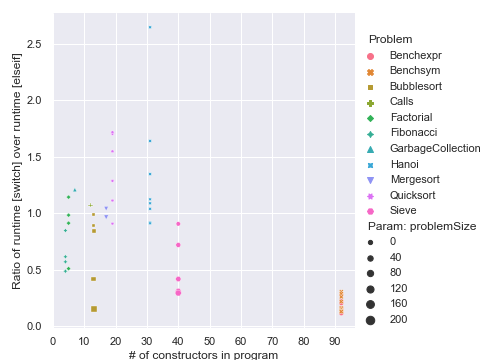 Ratio of runtime [switch] over runtime [elseif]
2.5
2.0
1.5
1.0
0.5
0.0
0 10 20 30 40 50 60 70 80 90
# of constructors in program
Problem
Benchexpr
Benchsym
Bubblesort
Calls
Factorial
Fibonacci
GarbageCollection
Hanoi
Mergesort
Quicksort
Sieve
Param: problemSize
0
40
80
120
160
200